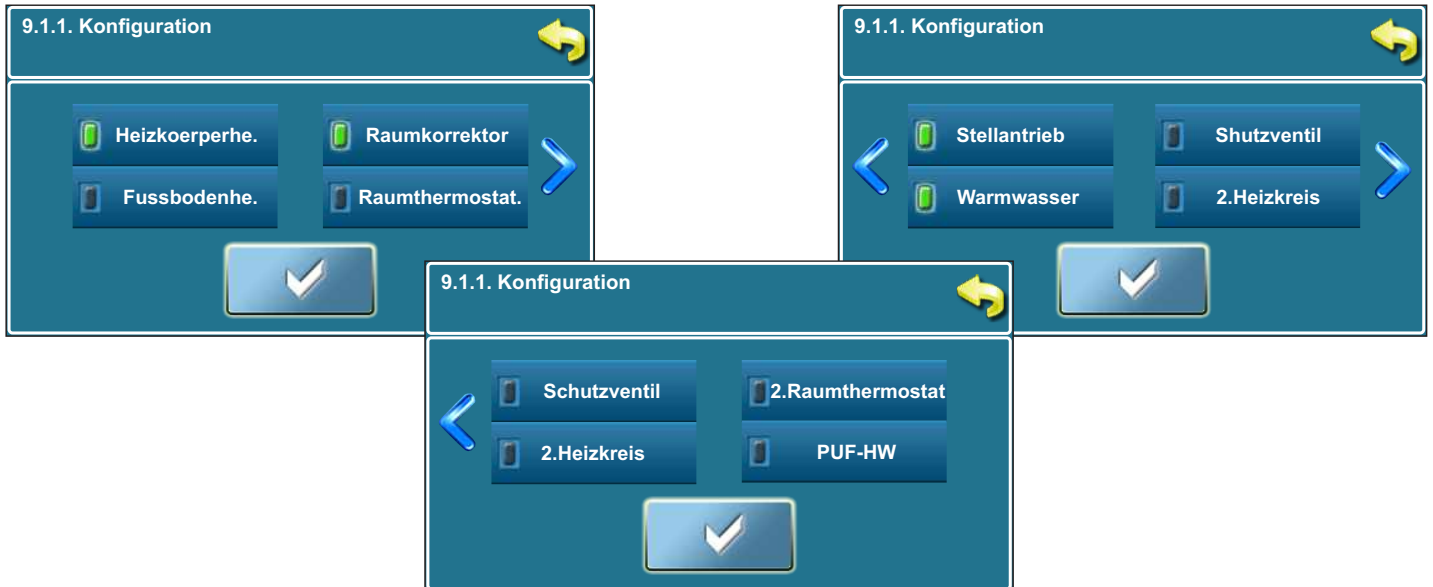 9.1.1. Konfiguration
Heizkoerperhe.
Raumkorrektor
Fussbodenhe.
Raumthermostat.
9.1.1. Konfiguration
Stellantrieb
Shutzventil
Warmwasser
2.Heizkreis
9.1.1. Konfiguration
Schutzventil
2.Raumthermostat
2.Heizkreis
PUF-HW